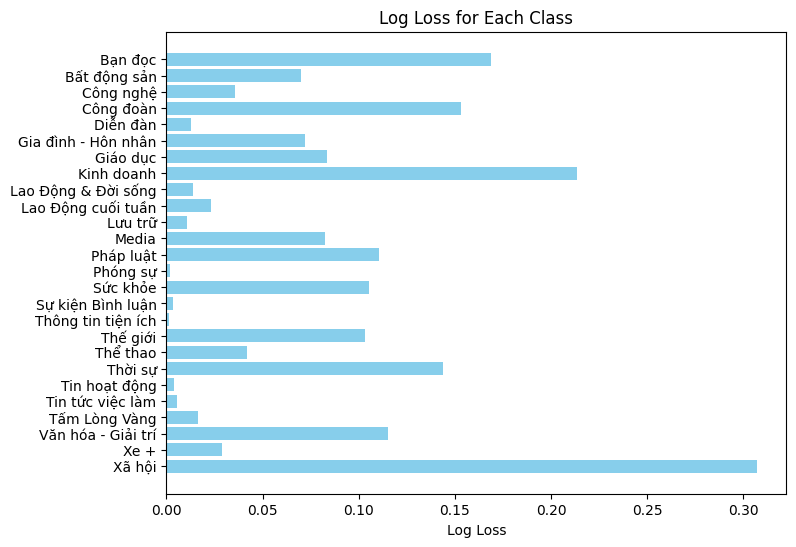 Log Loss for Each Class
Bạn đọc
Bất động sản
Công nghệ
Công đoàn
Diễn đàn
Gia đình - Hôn nhân
Giáo dục
Kinh doanh
Lao Động & Đời sống
Lao Động cuối tuần
Lưu trữ
Media
Pháp luật
Phóng sự
Sức khỏe
Sự kiện Bình luận
Thông tin tiện ích
Thế giới
Thể thao
Thời sự
Tin hoạt động
Tin tức việc làm
Tấm Lòng Vàng
Văn hóa - Giải trí
Xe +
Xã hội
0.00 0.05 0.10 0.15 0.20 0.25 0.30
Log Loss